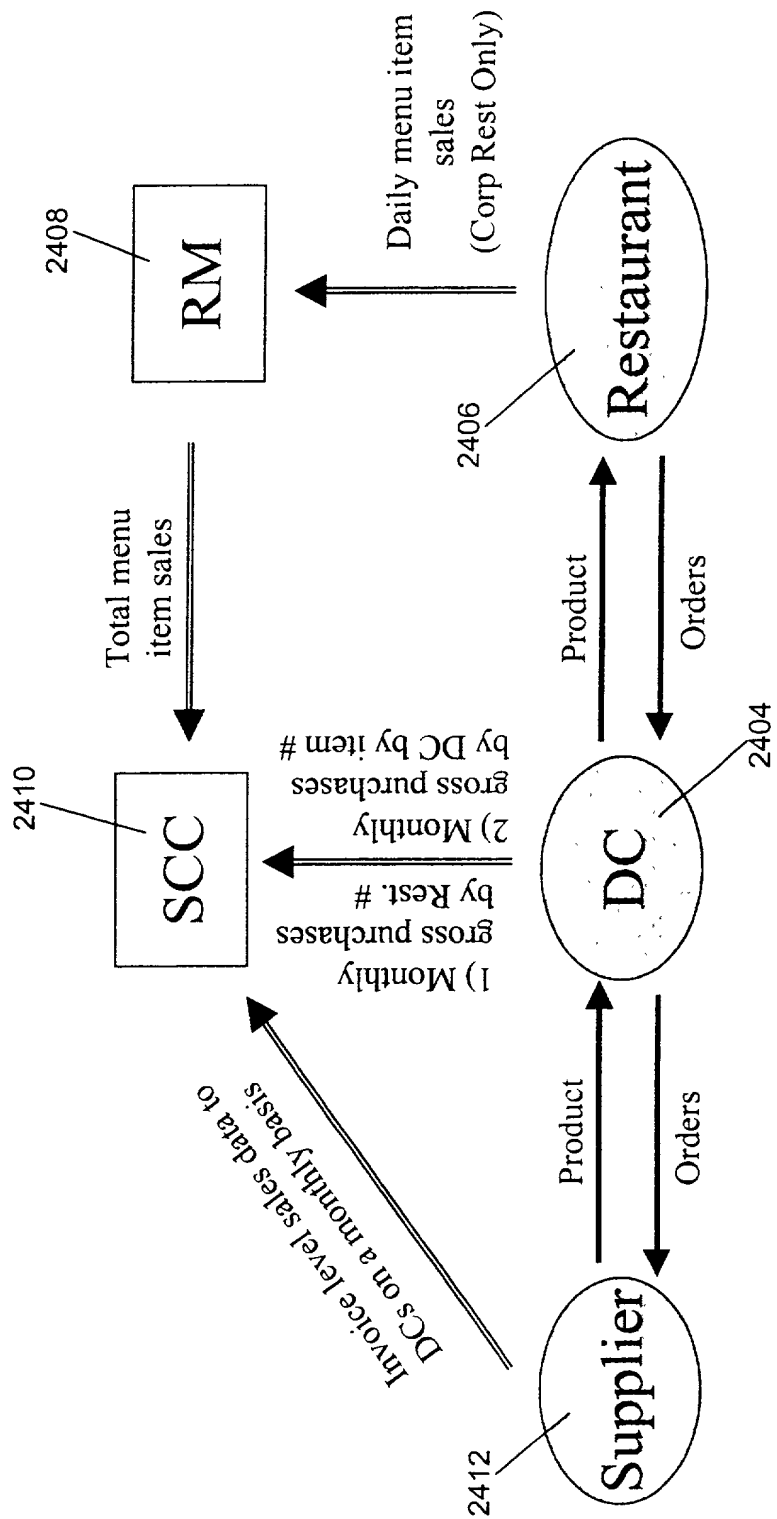 2410
SCC
Total menu
item sales
2408
RM
Invoice level sales data to
DCs on a monthly basis
1) Monthly
gross purchases
by Rest. #
2) Monthly
gross purchases
by DC by item #
Daily menu item
sales
(Corp Rest Only)
2412
Supplier
Product
Orders
DC
2404
Product
Orders
2406
Restaurant